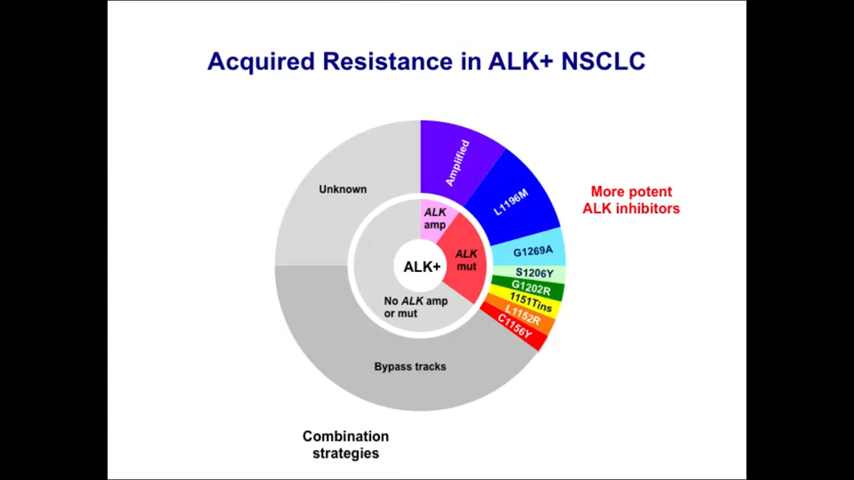 Acquired Resistance in ALK+ NSCLC
Unknown
Amplified
L1196M
G1269A
S1206Y
G1202R
1151Tins
L1152R
C1156Y
More potent
ALK inhibitors
ALK
amp
ALK
mut
ALK+
No ALK amp
or mut
Bypass tracks
Combination
strategies